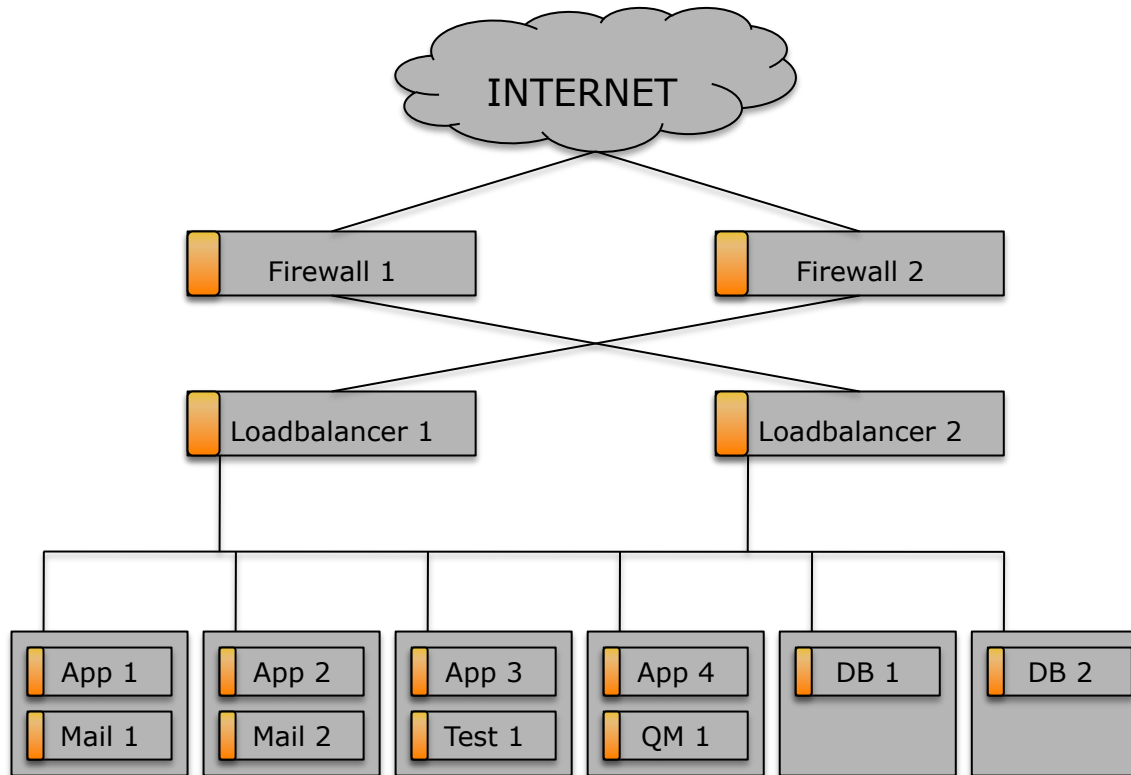 INTERNET
Firewall 1
Firewall 2
Loadbalancer 1
Loadbalancer 2
App 1
App 2
App 3
App 4
DB 1
DB 2
Mail 1
Mail 2
Test 1
QM 1